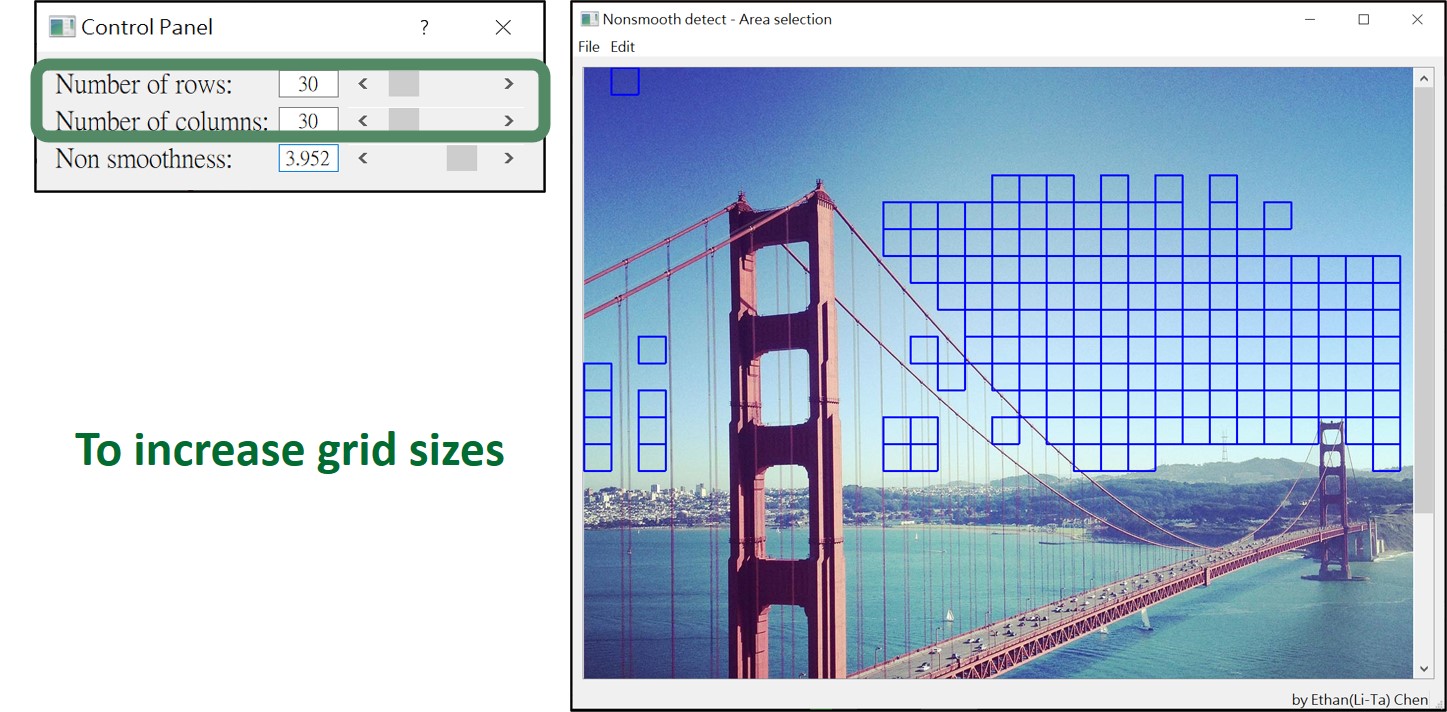 Control Panel
?
Number of rows: 30
Number of columns: 30
Non smoothness: 3.952
To increase grid sizes
Nonsmooth detect - Area selection
File Edit
by Ethan(Li-Ta) Chen